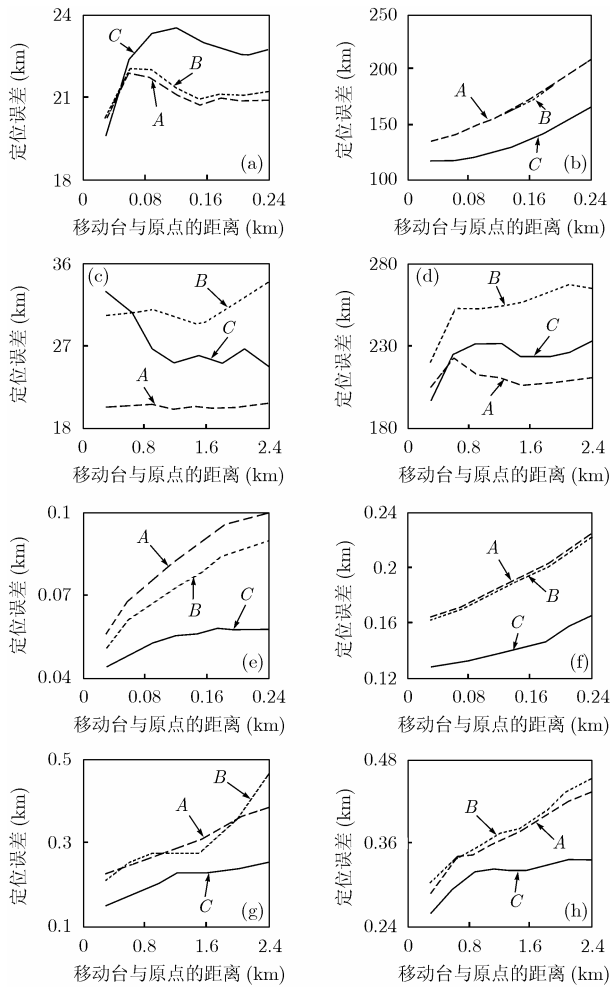 24
21
18
定位误差 (km)
C
B
A
(a)
0 0.08 0.16 0.24
移动台与原点的距离 (km)
250
200
150
100
定位误差 (km)
A
B
C
(b)
0 0.08 0.16 0.24
移动台与原点的距离 (km)
36
27
18
定位误差 (km)
(c)
B
C
A
0 0.8 1.6 2.4
移动台与原点的距离 (km)
280
230
180
定位误差 (km)
(d)
B
C
A
0 0.8 1.6 2.4
移动台与原点的距离 (km)
0.1
0.07
0.04
定位误差 (km)
A
B
C
(e)
0 0.08 0.16 0.24
移动台与原点的距离 (km)
0.24
0.2
0.16
0.12
定位误差 (km)
A
B
C
(f)
0 0.08 0.16 0.24
移动台与原点的距离 (km)
0.5
0.3
0.1
定位误差 (km)
B
A
C
(g)
0 0.8 1.6 2.4
移动台与原点的距离 (km)
0.48
0.36
0.24
定位误差 (km)
B
A
C
(h)
0 0.8 1.6 2.4
移动台与原点的距离 (km)